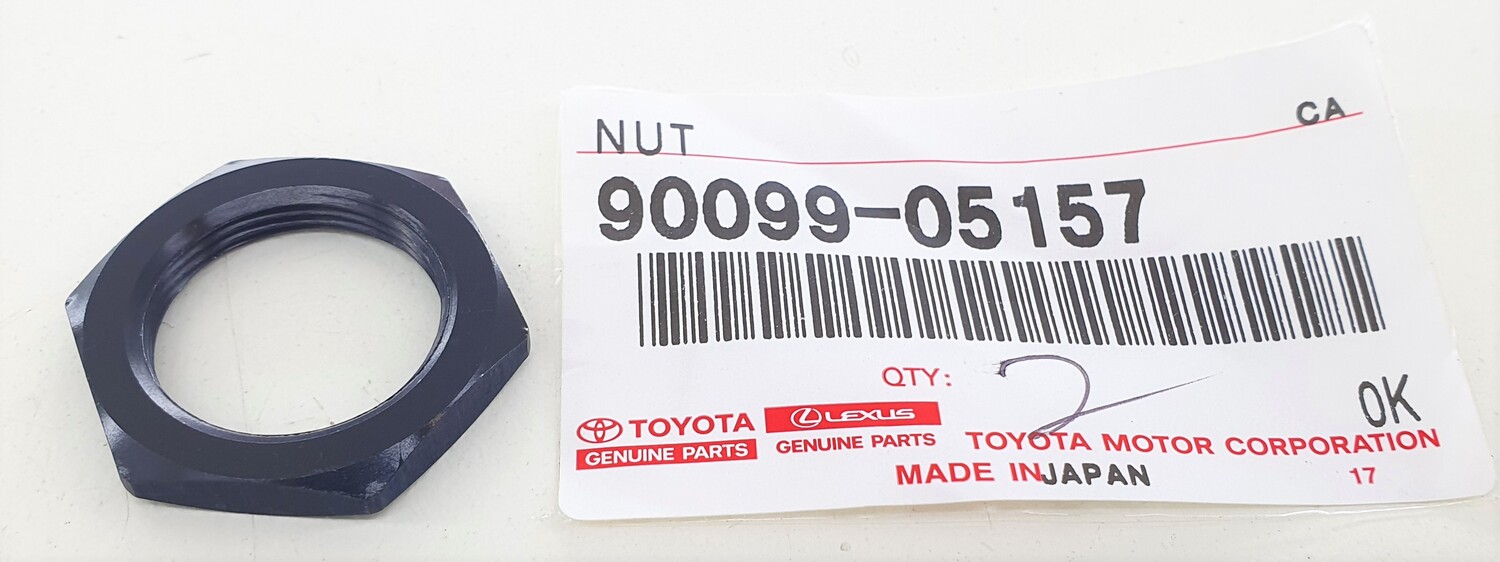 NUT CA
90099-05157
QTY: 2
OK
TOYOTA LEXUS
GENUINE PARTS GENUINE PARTS TOYOTA MOTOR CORPORATION
MADE IN JAPAN 17